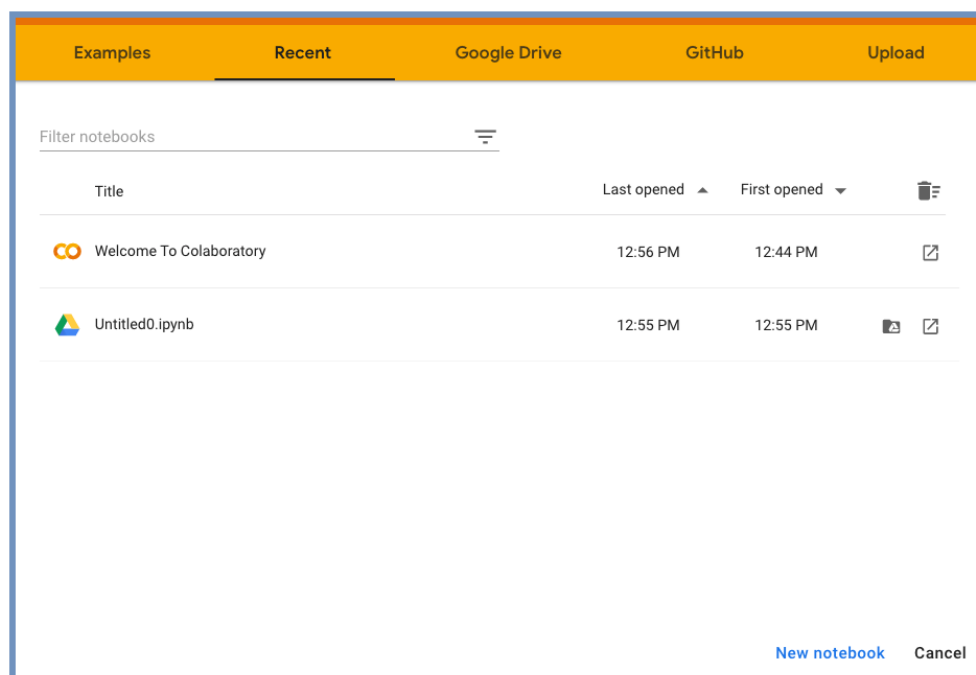 Examples Recent Google Drive GitHub Upload
Filter notebooks
Title Last opened First opened
Welcome To Colaboratory 12:56 PM 12:44 PM
Untitled0.ipynb 12:55 PM 12:55 PM
New notebook Cancel